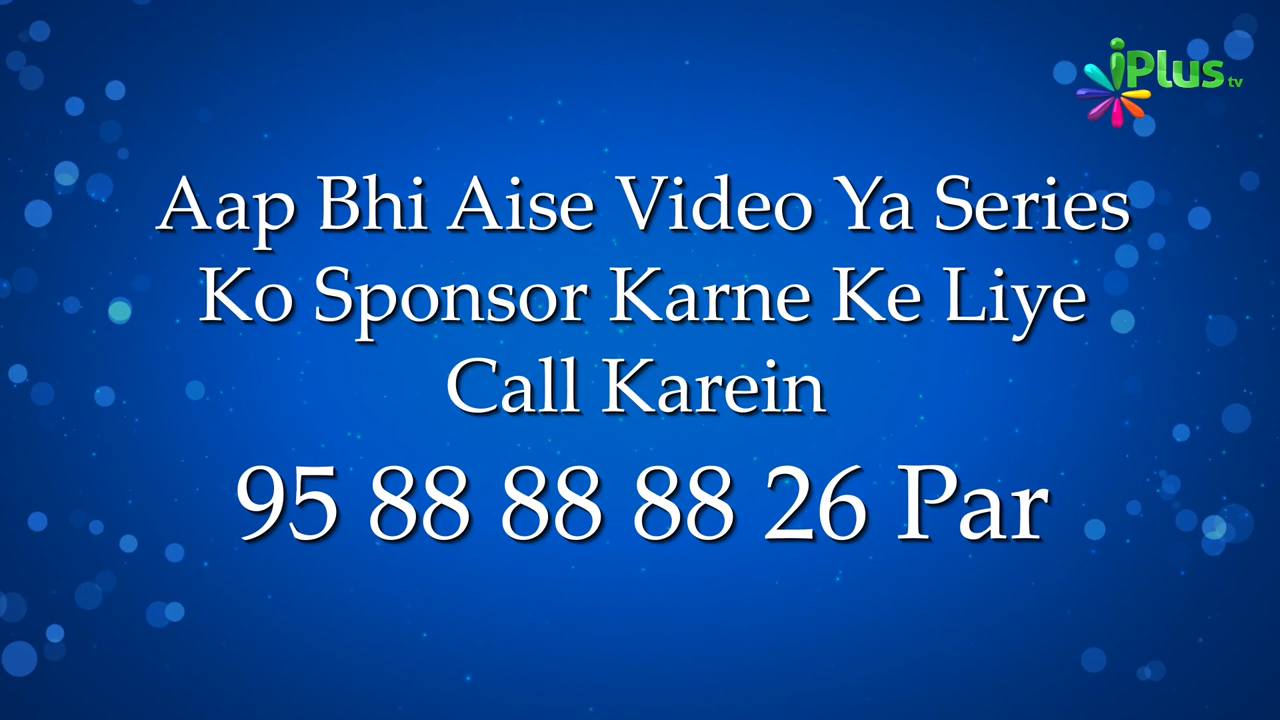 iPlus tv
Aap Bhi Aise Video Ya Series
Ko Sponsor Karne Ke Liye
Call Karein
95 88 88 88 26 Par